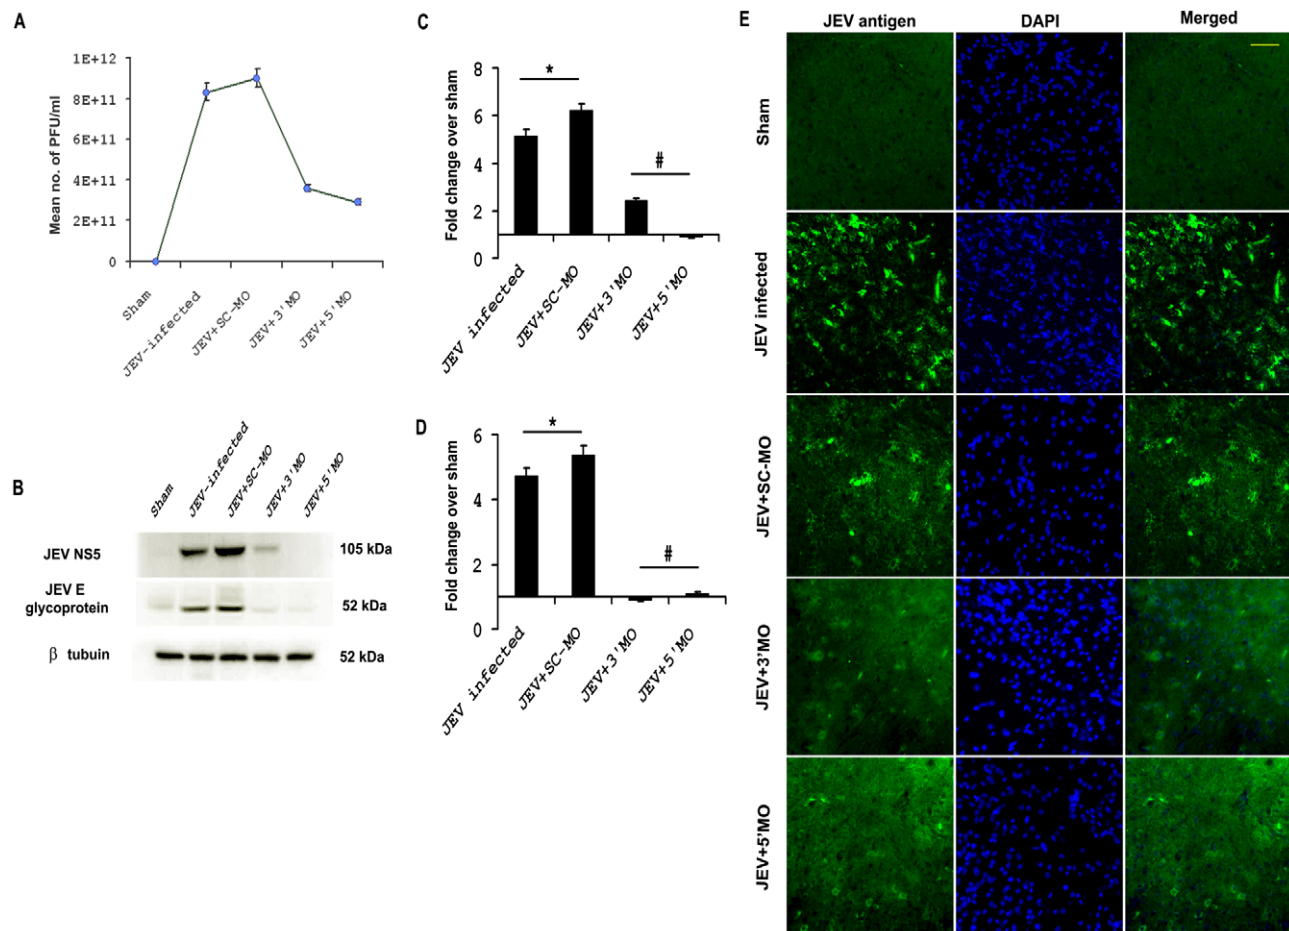 A
Mean no. of PFU/ml
1E+12
8E+11
6E+11
4E+11
2E+11
0
Sham
JEV-infected
JEV+SC-MO
JEV+3'MO
JEV+5'MO
B
Sham
JEV-infected
JEV+SC-MO
JEV+3'MO
JEV+5'MO
JEV NS5
105 kDa
JEV E
glycoprotein
52 kDa
β tubuin
52 kDa
C
Fold change over sham
8
6
4
2
0
*
#
JEV infected
JEV+SC-MO
JEV+3'MO
JEV+5'MO
D
Fold change over sham
6
4
2
0
*
#
JEV infected
JEV+SC-MO
JEV+3'MO
JEV+5'MO
E
JEV antigen
DAPI
Merged
Sham
JEV infected
JEV+SC-MO
JEV+3'MO
JEV+5'MO